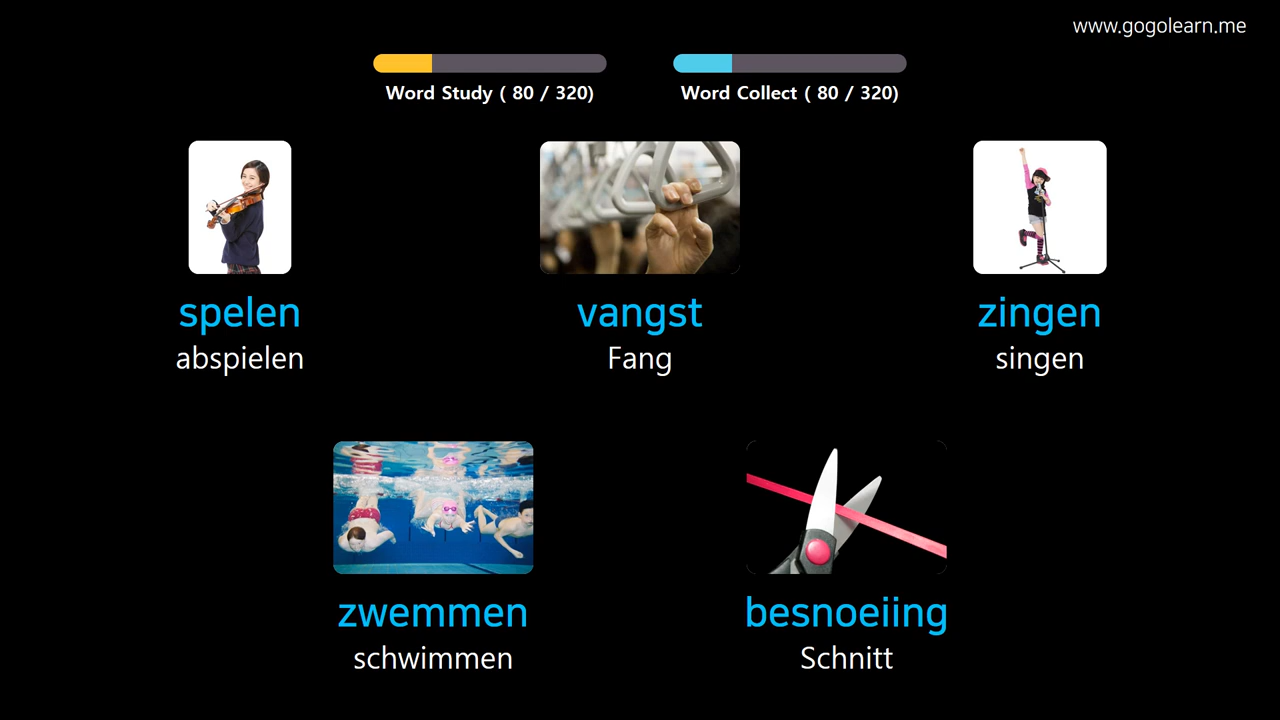 www.gogolearn.me
Word Study ( 80 / 320)
Word Collect ( 80 / 320)
spelen
abspielen
vangst
Fang
zingen
singen
zwemmen
schwimmen
besnoeiing
Schnitt